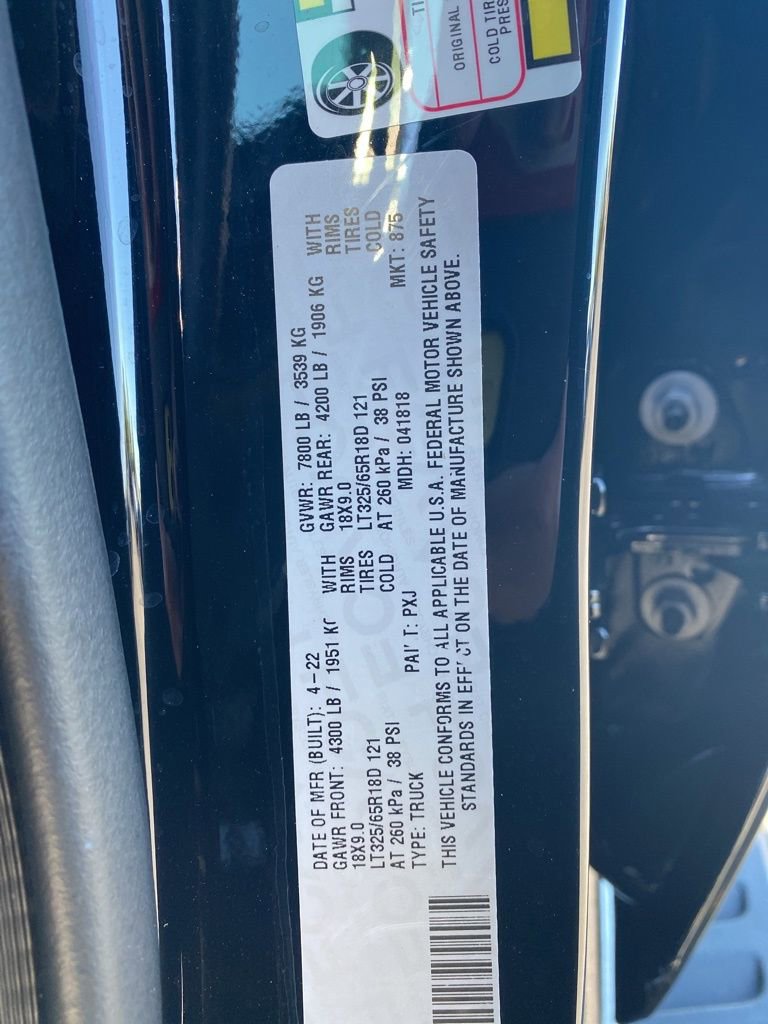 ORIGINAL
COLD TIR
PRES
DATE OF MFR (BUILT): 4-22 GVWR: 7800 LB / 3539 KG
GAWR FRONT: 4300 LB / 1951 KG WITH GAWR REAR: 4200 LB / 1906 KG WITH
18X9.0 RIMS 18X9.0 RIMS
LT325/65R18D 121 TIRES LT325/65R18D 121 TIRES
AT 260 kPa / 38 PSI COLD AT 260 kPa / 38 PSI COLD
TYPE: TRUCK PAINT: PXJ MDH: 041818 MKT: 875
THIS VEHICLE CONFORMS TO ALL APPLICABLE U.S.A. FEDERAL MOTOR VEHICLE SAFETY
STANDARDS IN EFFECT ON THE DATE OF MANUFACTURE SHOWN ABOVE.